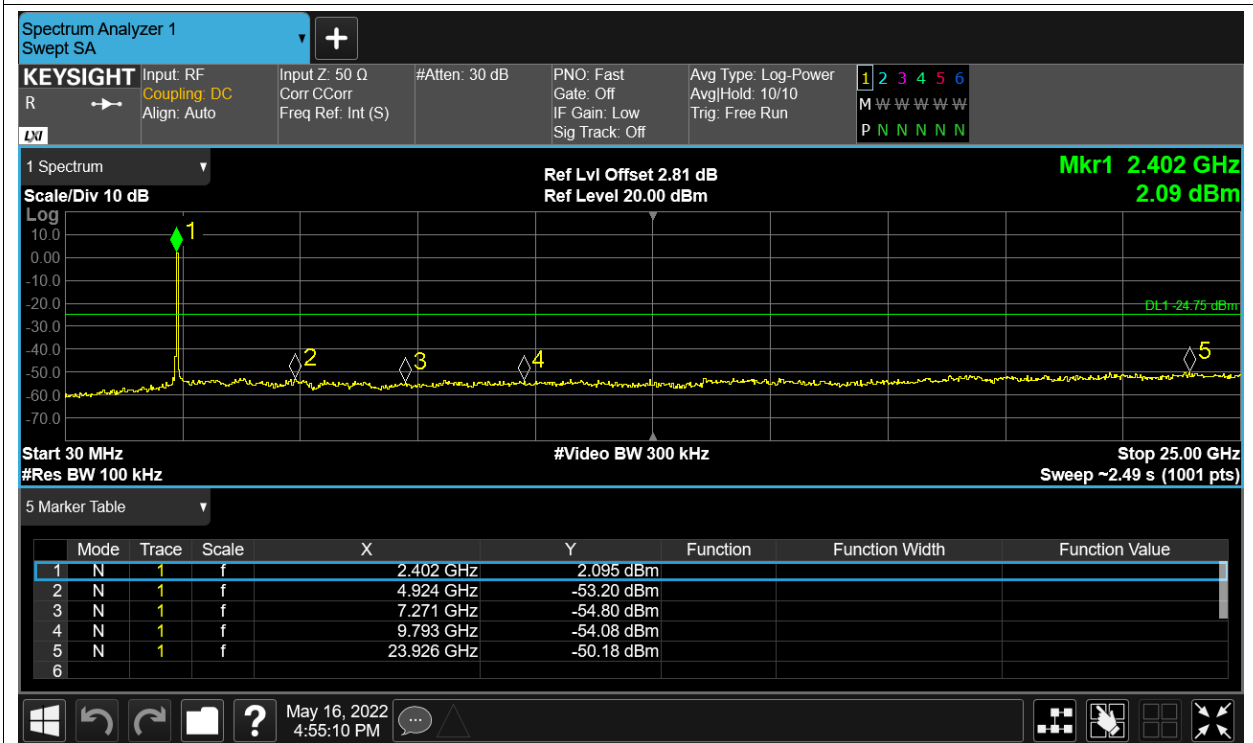 Spectrum Analyzer 1
Swept SA
KEYSIGHT
R
LXI
Input: RF
Coupling: DC
Align: Auto
Input Z: 50 Ω
Corr CCorr
Freq Ref: Int (S)
#Atten: 30 dB
PNO: Fast
Gate: Off
IF Gain: Low
Sig Track: Off
Avg Type: Log-Power
Avg|Hold: 10/10
Trig: Free Run
1 2 3 4 5 6
M W W W W W
P N N N N N
1 Spectrum
Scale/Div 10 dB
Ref Lvl Offset 2.81 dB
Ref Level 20.00 dBm
Mkr1 2.402 GHz
2.09 dBm
Log
10.0
0.00
-10.0
-20.0
-30.0
-40.0
-50.0
-60.0
-70.0
1
2
3
4
5
DL1 -24.75 dBm
Start 30 MHz
#Res BW 100 kHz
#Video BW 300 kHz
Stop 25.00 GHz
Sweep ~2.49 s (1001 pts)
5 Marker Table
Mode Trace Scale X Y Function Function Width Function Value
1 N 1 f 2.402 GHz 2.095 dBm
2 N 1 f 4.924 GHz -53.20 dBm
3 N 1 f 7.271 GHz -54.80 dBm
4 N 1 f 9.793 GHz -54.08 dBm
5 N 1 f 23.926 GHz -50.18 dBm
6
?
May 16, 2022
4:55:10 PM